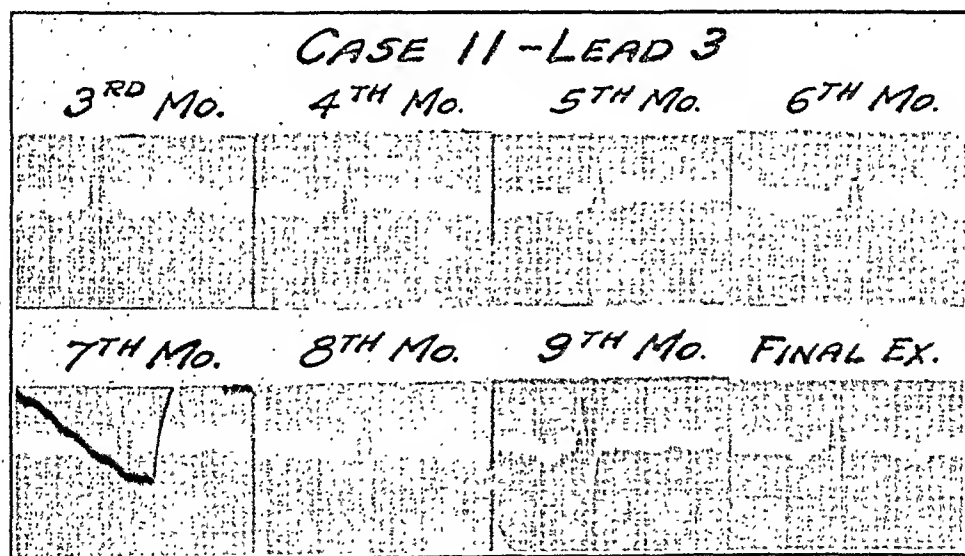 CASE 11 - LEAD 3
3RD MO. 4TH MO. 5TH MO. 6TH MO.
7TH MO. 8TH MO. 9TH MO. FINAL EX.